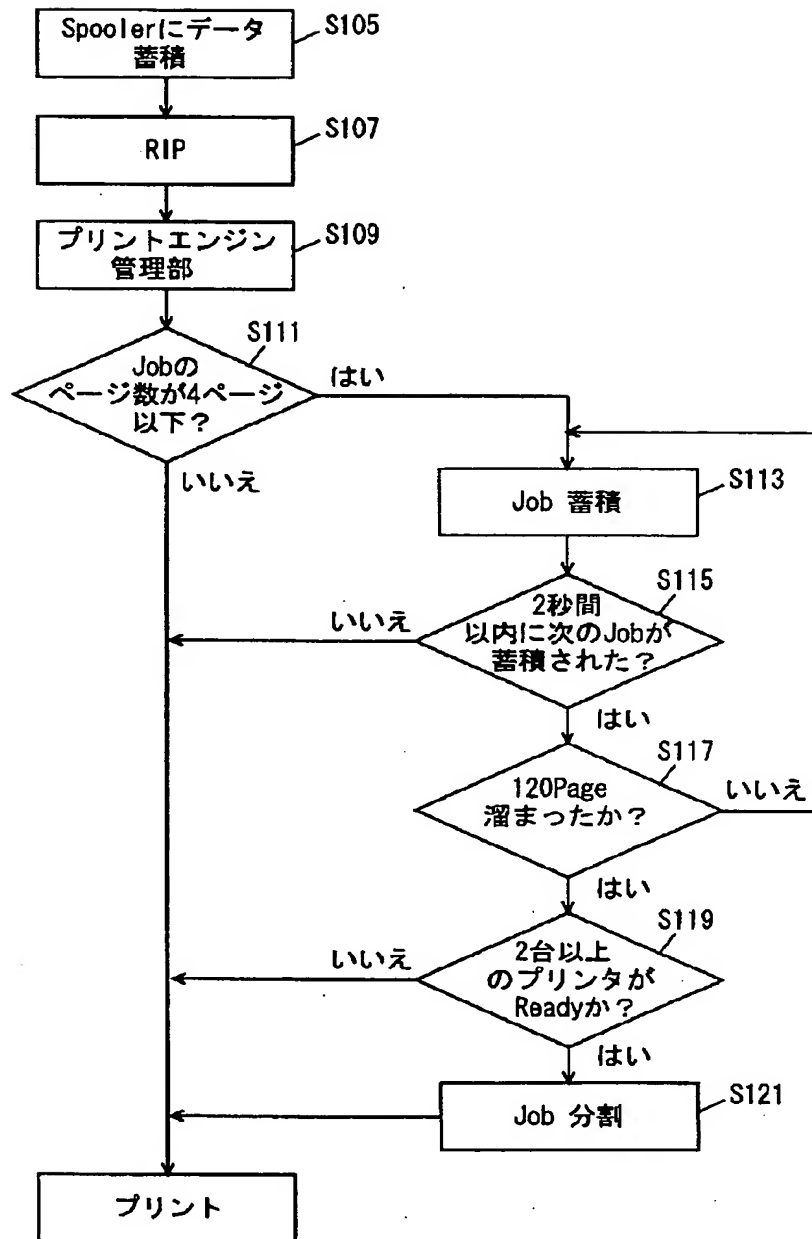 Spoolerにデータ
蓄積
S105
RIP
S107
プリントエンジン
管理部
S109
S111
Jobの
ページ数が4ページ
以下？
はい
いいえ
Job 蓄積
S113
S115
2秒間
以内に次のJobが
蓄積された？
いいえ
はい
S117
120Page
溜まったか？
いいえ
はい
S119
2台以上
のプリンタが
Readyか？
いいえ
はい
Job 分割
S121
プリント